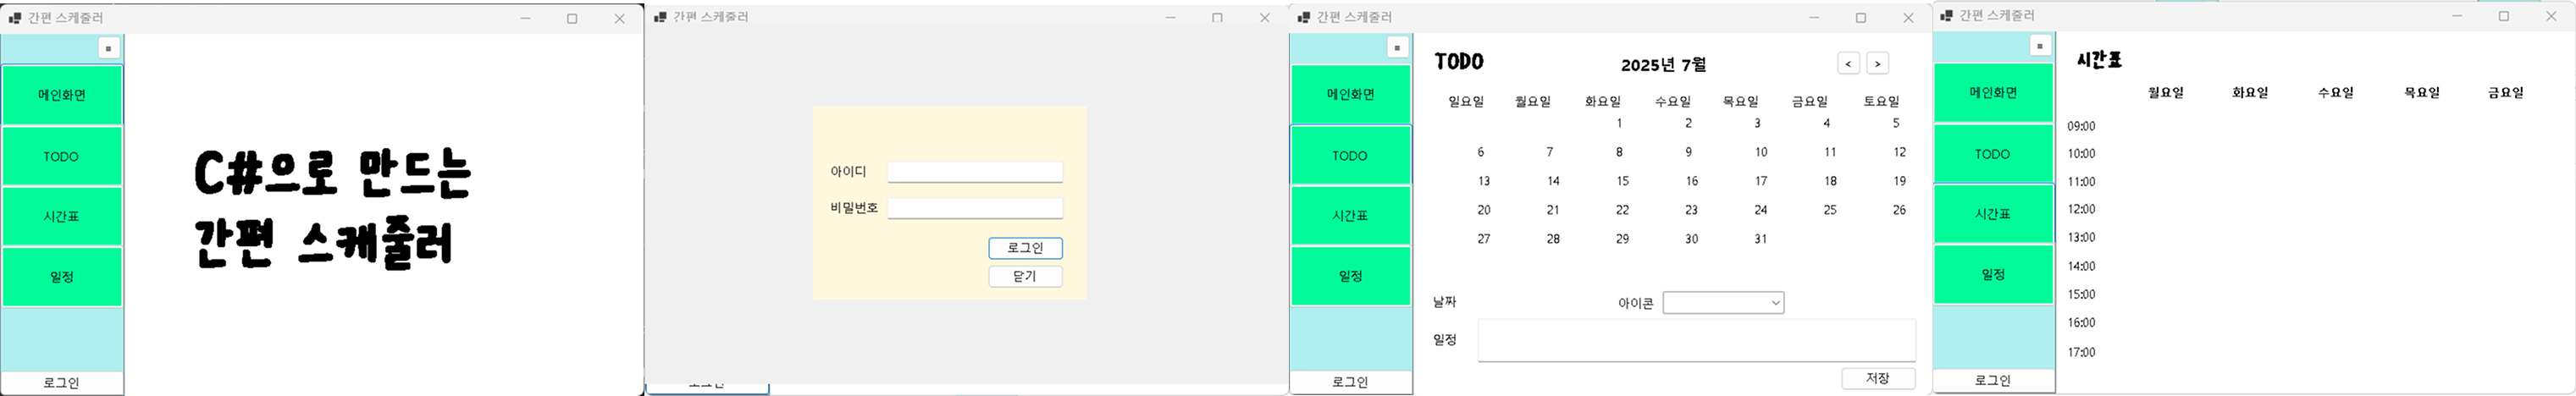 간편 스케줄러
메인화면
TODO
시간표
일정
로그인
C#으로 만드는
간편 스케줄러
간편 스케줄러
아이디
비밀번호
로그인
닫기
로그인
간편 스케줄러
메인화면
TODO
시간표
일정
로그인
TODO
2025년 7월
< >
일요일 월요일 화요일 수요일 목요일 금요일 토요일
1 2 3 4 5
6 7 8 9 10 11 12
13 14 15 16 17 18 19
20 21 22 23 24 25 26
27 28 29 30 31
날짜 아이콘
일정
저장
간편 스케줄러
메인화면
TODO
시간표
일정
로그인
시간표
월요일 화요일 수요일 목요일 금요일
09:00
10:00
11:00
12:00
13:00
14:00
15:00
16:00
17:00